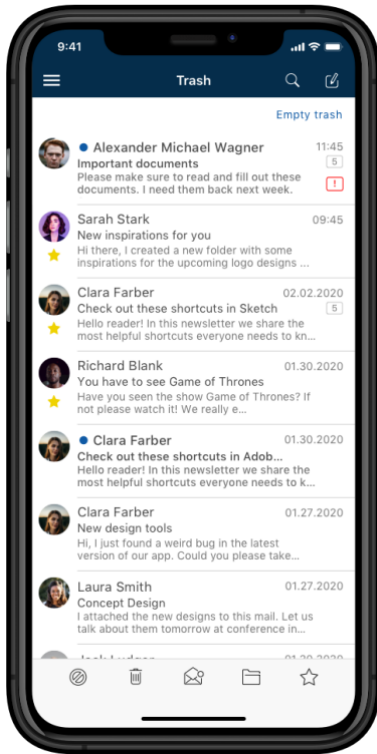 9:41
Trash
Empty trash
Alexander Michael Wagner 11:45
Important documents 5
Please make sure to read and fill out these
documents. I need them back next week. !
Sarah Stark 09:45
New inspirations for you
Hi there, I created a new folder with some
inspirations for the upcoming logo designs ...
Clara Farber 02.02.2020
Check out these shortcuts in Sketch 5
Hello reader! In this newsletter we share the
most helpful shortcuts everyone needs to kn...
Richard Blank 01.30.2020
You have to see Game of Thrones
Have you seen the show Game of Thrones? If
not please watch it! We really e...
Clara Farber 01.30.2020
Check out these shortcuts in Adob...
Hello reader! In this newsletter we share the
most helpful shortcuts everyone needs to k...
Clara Farber 01.27.2020
New design tools
Hi, I just found a weird bug in the latest
version of our app. Could you please take...
Laura Smith 01.27.2020
Concept Design
I attached the new designs to this mail. Let us
talk about them tomorrow at conference in...